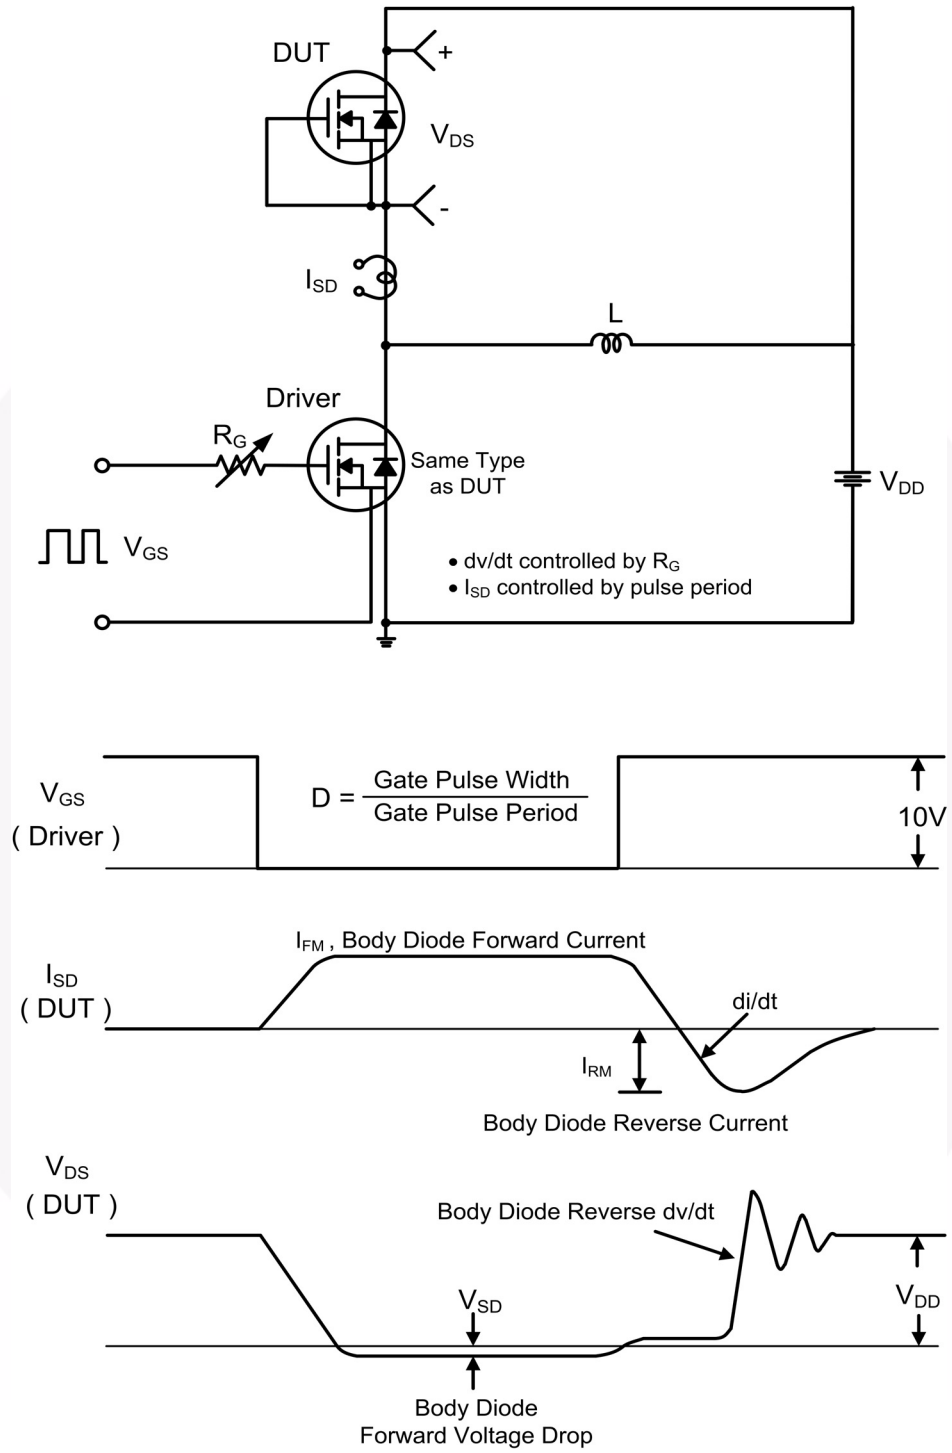 DUT
+
V_DS
-
I_SD
L
Driver
R_G
Same Type
as DUT
V_DD
V_GS
• dv/dt controlled by R_G
• I_SD controlled by pulse period
V_GS
( Driver )
D = Gate Pulse Width
Gate Pulse Period
10V
I_FM , Body Diode Forward Current
I_SD
( DUT )
di/dt
I_RM
Body Diode Reverse Current
V_DS
( DUT )
Body Diode Reverse dv/dt
V_SD
V_DD
Body Diode
Forward Voltage Drop